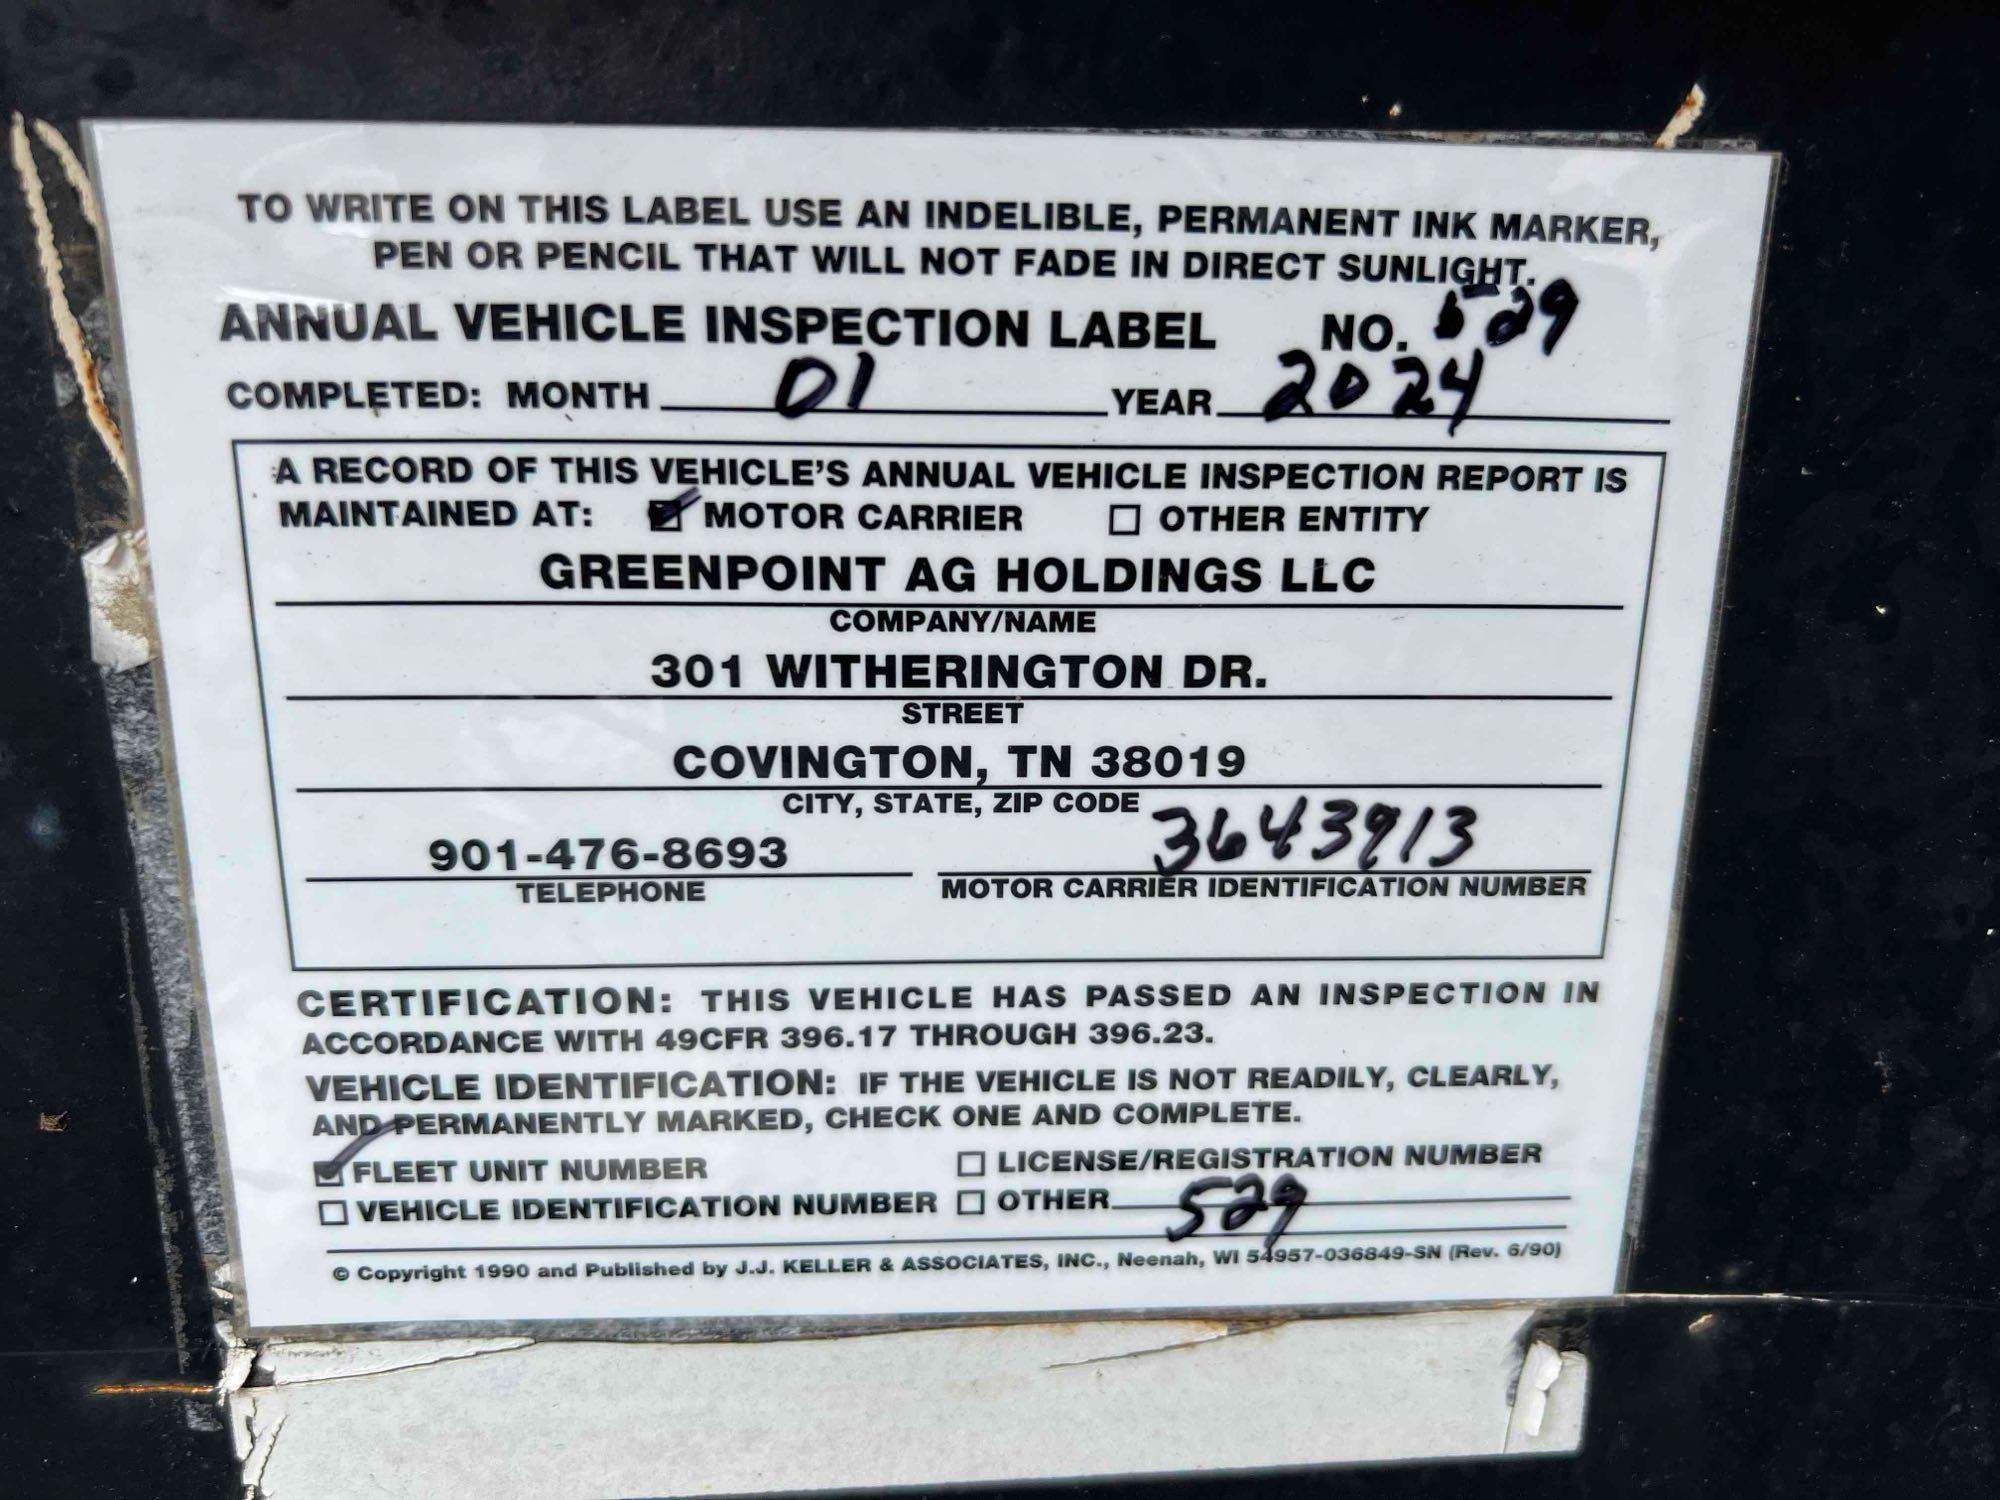 TO WRITE ON THIS LABEL USE AN INDELIBLE, PERMANENT INK MARKER,
PEN OR PENCIL THAT WILL NOT FADE IN DIRECT SUNLIGHT.
ANNUAL VEHICLE INSPECTION LABEL NO. 529
COMPLETED: MONTH 01 YEAR 2024
A RECORD OF THIS VEHICLE'S ANNUAL VEHICLE INSPECTION REPORT IS
MAINTAINED AT: MOTOR CARRIER OTHER ENTITY
GREENPOINT AG HOLDINGS LLC
COMPANY/NAME
301 WITHERINGTON DR.
STREET
COVINGTON, TN 38019
CITY, STATE, ZIP CODE
901-476-8693 3643913
TELEPHONE MOTOR CARRIER IDENTIFICATION NUMBER
CERTIFICATION: THIS VEHICLE HAS PASSED AN INSPECTION IN
ACCORDANCE WITH 49CFR 396.17 THROUGH 396.23.
VEHICLE IDENTIFICATION: IF THE VEHICLE IS NOT READILY, CLEARLY,
AND PERMANENTLY MARKED, CHECK ONE AND COMPLETE.
FLEET UNIT NUMBER LICENSE/REGISTRATION NUMBER
VEHICLE IDENTIFICATION NUMBER OTHER 529
© Copyright 1990 and Published by J.J. KELLER & ASSOCIATES, INC., Neenah, WI 54957-0368 49-SN (Rev. 6/90)